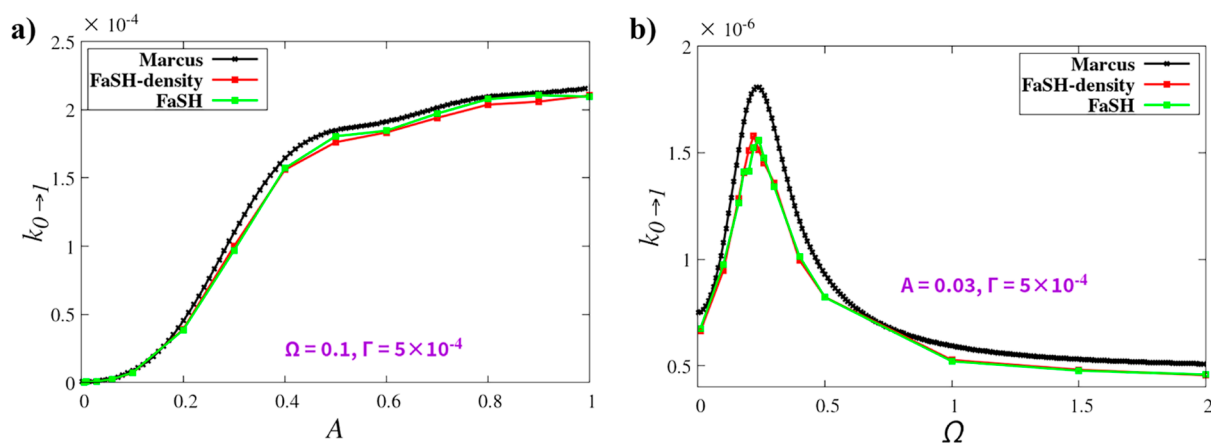 a)
× 10⁻⁴
2.5
2
1.5
1
0.5
0
k₀→₁
Marcus
FaSH-density
FaSH
Ω = 0.1, Γ = 5×10⁻⁴
0 0.2 0.4 0.6 0.8 1
A
b)
× 10⁻⁶
2
1.5
1
0.5
k₀→₁
Marcus
FaSH-density
FaSH
A = 0.03, Γ = 5×10⁻⁴
0 0.5 1 1.5 2
Ω